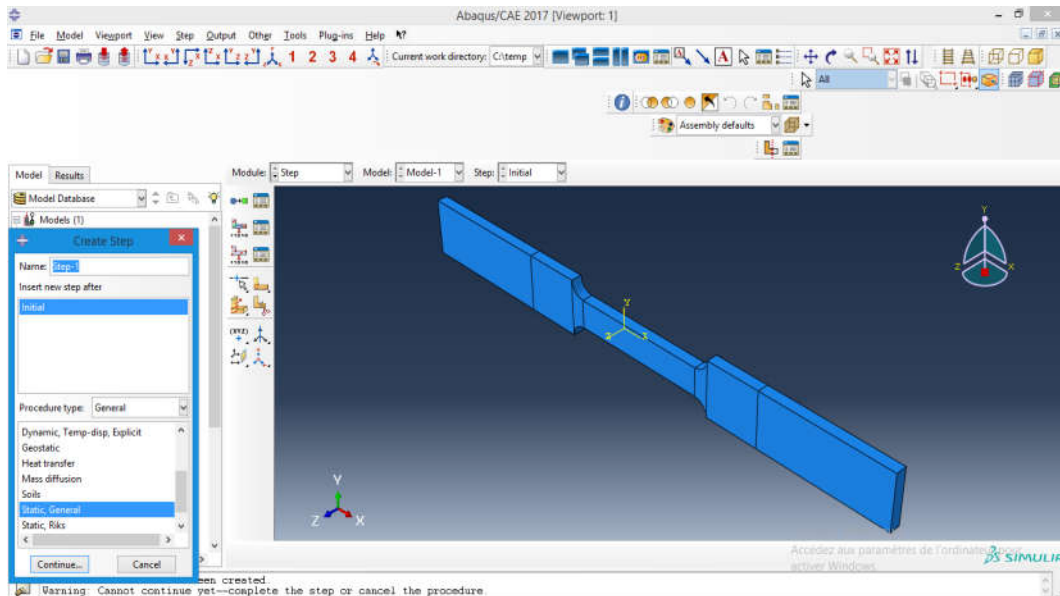 Abaqus/CAE 2017 [Viewport: 1]
File Model Viewport View Step Output Other Tools Plug-ins Help
1 2 3 4 Current work directory: C:\temp
All
Assembly defaults
Model Results
Module: Step Model: Model-1 Step: Initial
Model Database
Models (1)
Create Step
Name: Step-1
Insert new step after
Initial
Procedure type: General
Dynamic, Temp-disp, Explicit
Geostatic
Heat transfer
Mass diffusion
Soils
Static, General
Static, Riks
Continue... Cancel
Y
Z
X
Y
Z
X
Y
Z
X
(XYZ)
Accédez aux paramètres de l'ordinateur pour
activer Windows.
SIMULIA
een created.
Warning: Cannot continue yet--complete the step or cancel the procedure.